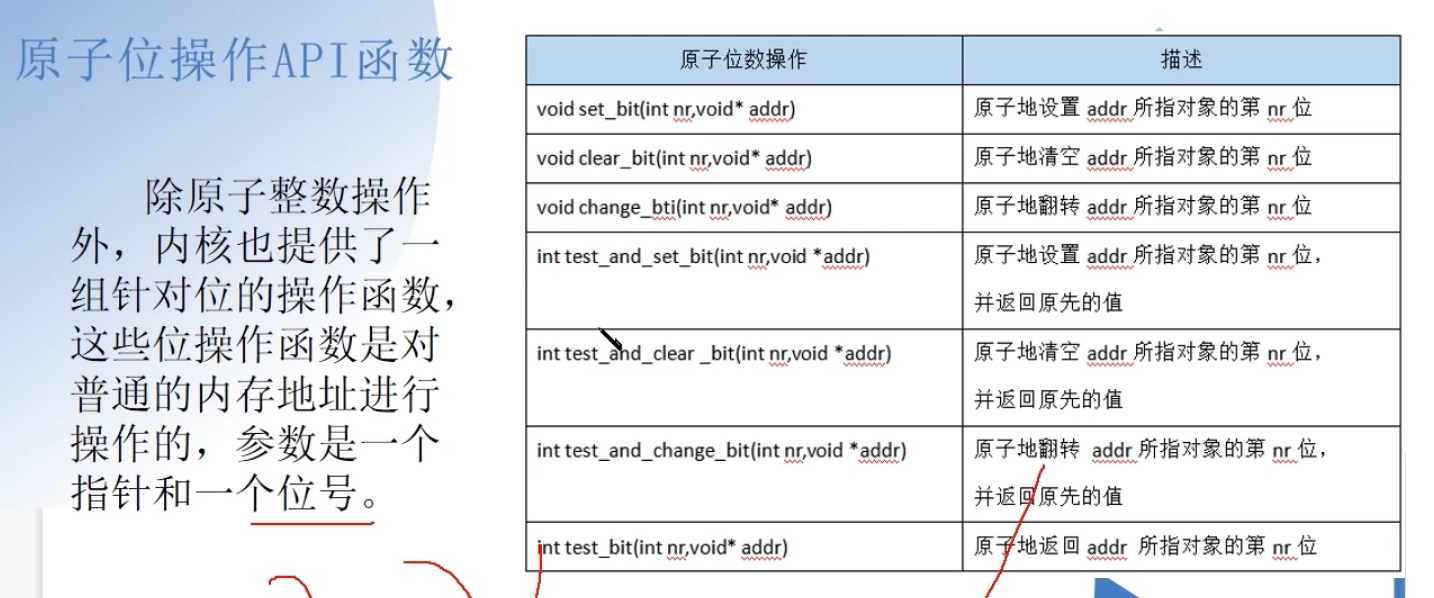 原子位操作API函数
除原子整数操作
外，内核也提供了一
组针对位的操作函数，
这些位操作函数是对
普通的内存地址进行
操作的，参数是一个
指针和一个位号。
原子位数操作 描述
void set_bit(int nr,void* addr) 原子地设置 addr 所指对象的第 nr 位
void clear_bit(int nr,void* addr) 原子地清空 addr 所指对象的第 nr 位
void change_bti(int nr,void* addr) 原子地翻转 addr 所指对象的第 nr 位
int test_and_set_bit(int nr,void *addr) 原子地设置 addr 所指对象的第 nr 位，
并返回原先的值
int test_and_clear _bit(int nr,void *addr) 原子地清空 addr 所指对象的第 nr 位，
并返回原先的值
int test_and_change_bit(int nr,void *addr) 原子地翻转 addr 所指对象的第 nr 位，
并返回原先的值
int test_bit(int nr,void* addr) 原子地返回 addr 所指对象的第 nr 位